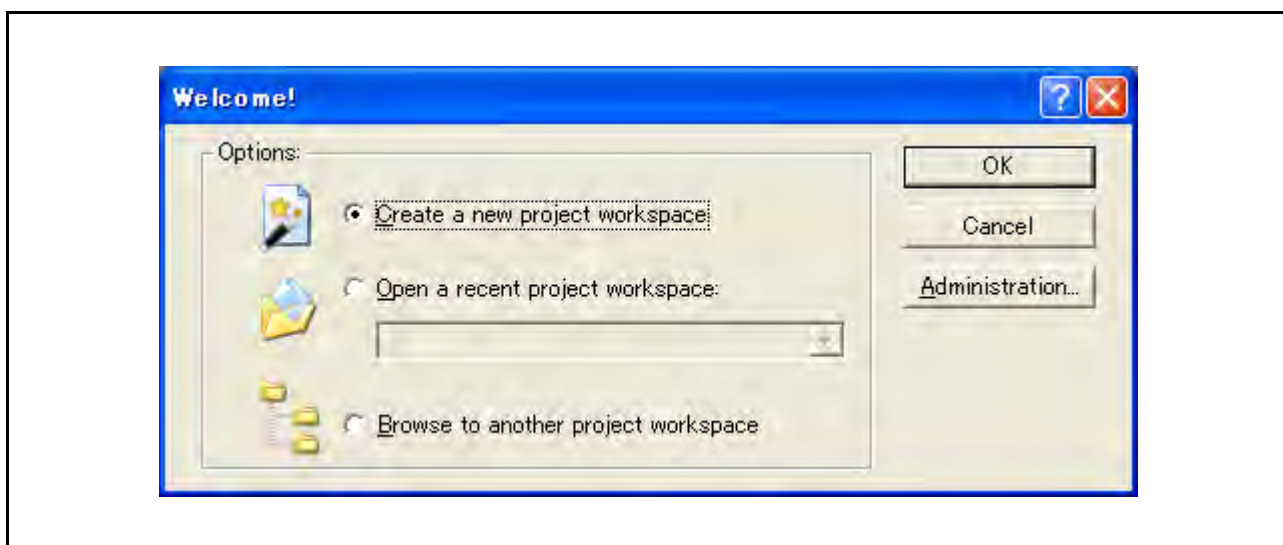 Welcome!
Options:
Create a new project workspace
Open a recent project workspace:
Browse to another project workspace
OK
Cancel
Administration...